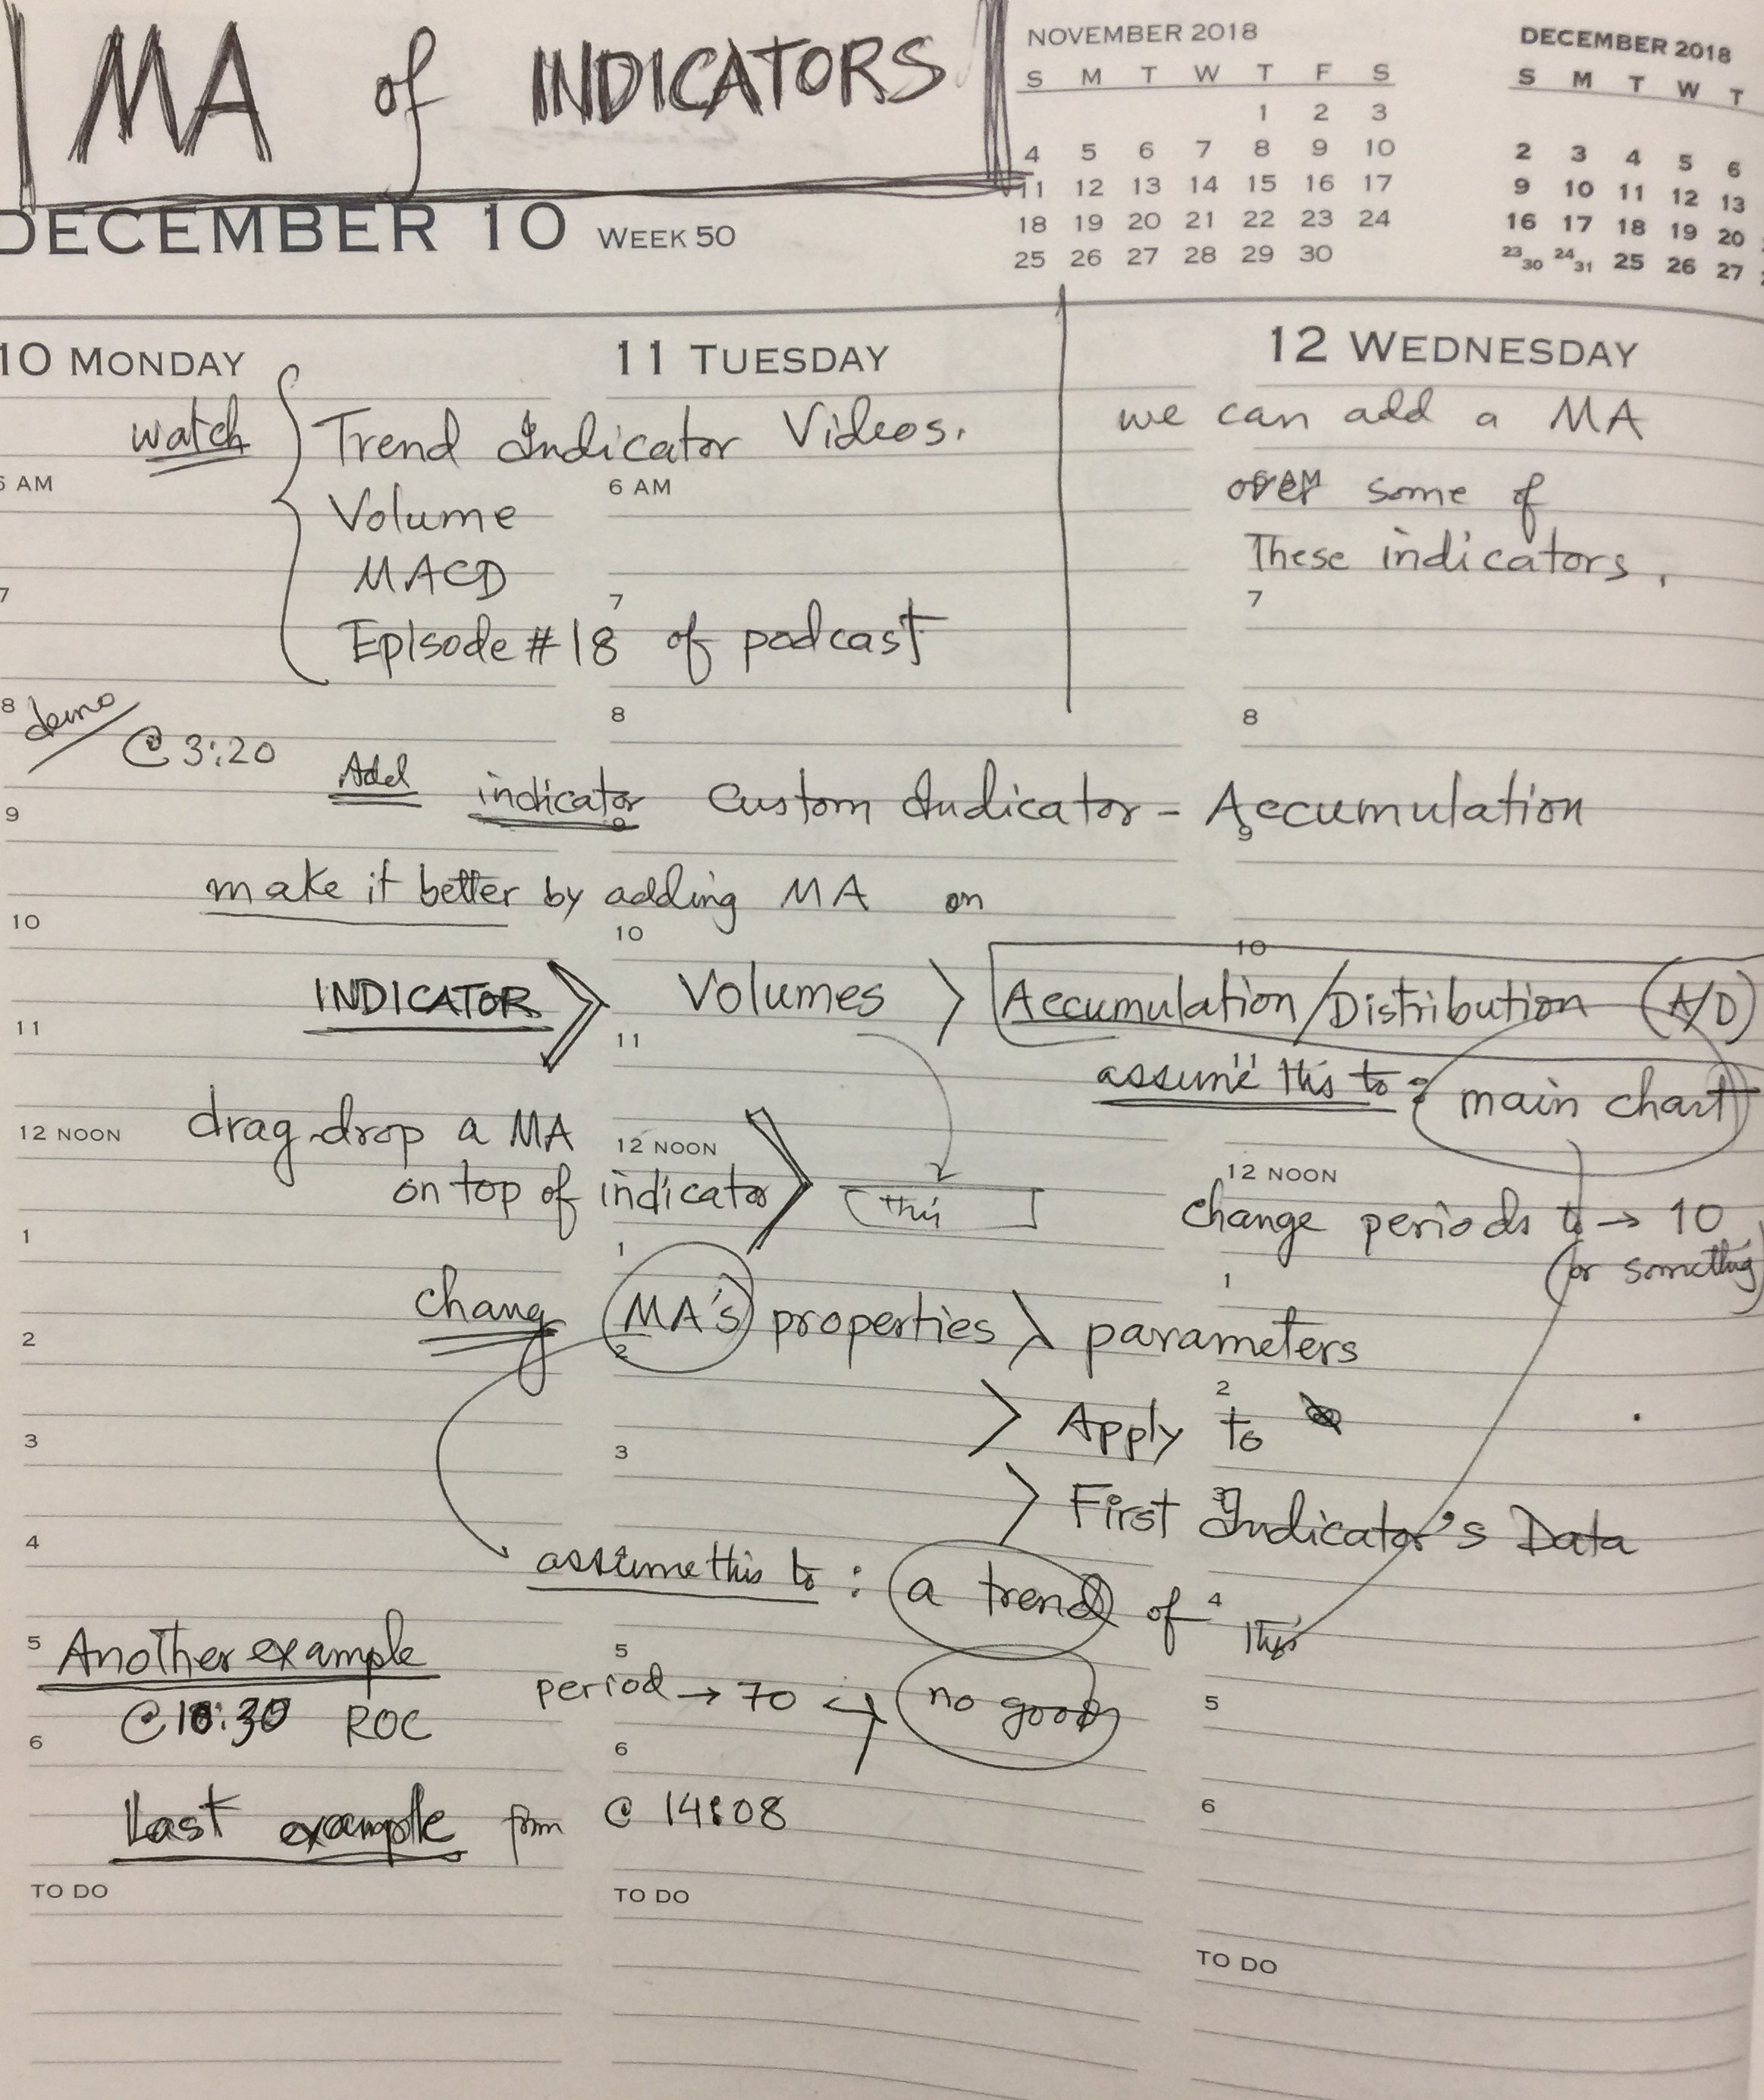 MA of INDICATORS
NOVEMBER 2018
S M T W T F S
1 2 3
4 5 6 7 8 9 10
11 12 13 14 15 16 17
18 19 20 21 22 23 24
25 26 27 28 29 30
DECEMBER 2018
S M T W T
2 3 4 5 6
9 10 11 12 13
16 17 18 19 20
23 30 24 31 25 26 27
DECEMBER 10 WEEK 50
10 MONDAY 11 TUESDAY 12 WEDNESDAY
watch Trend Indicator Videos.
Volume
MACD
Episode #18 of podcast
we can add a MA
over some of
These indicators.
6 AM 6 AM 6 AM
7 7 7
8 8 8
demo @ 3:20
Add indicator Custom Indicator - Accumulation
9 9 9
make it better by adding MA on
10 10 10
INDICATOR > Volumes > Accumulation/Distribution (A/D)
11 11 11
assume this to: main chart
drag-drop a MA
12 NOON 12 NOON 12 NOON
on top of indicator > this
change periods to → 10
(or something)
1 1 1
change MA's properties > parameters
2 2 2
> Apply to
3 3 3
> First Indicator's Data
4 4
assume this to: a trend of this
5 5 5
Another example
@ 10:30 ROC
period → 70 no good
6 6 6
Last example from @ 14:08
TO DO TO DO TO DO